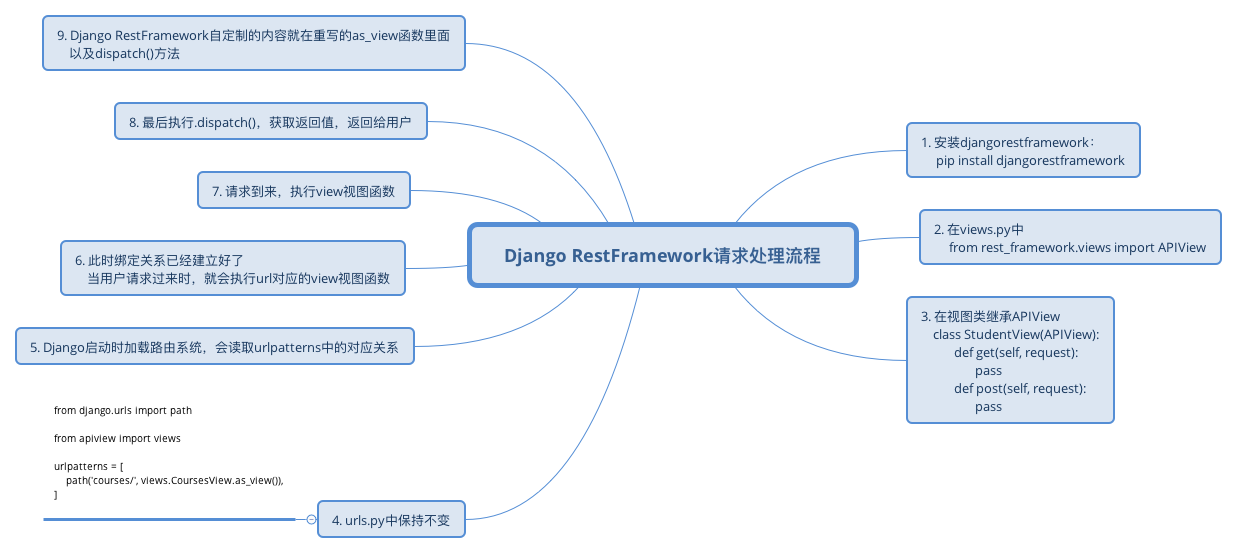 Django RestFramework请求处理流程
1. 安装djangorestframework：
pip install djangorestframework
2. 在views.py中
from rest_framework.views import APIView
3. 在视图类继承APIView
class StudentView(APIView):
def get(self, request):
pass
def post(self, request):
pass
4. urls.py中保持不变
from django.urls import path
from apiview import views
urlpatterns = [
path('courses/', views.CoursesView.as_view()),
]
5. Django启动时加载路由系统，会读取urlpatterns中的对应关系
6. 此时绑定关系已经建立好了
当用户请求过来时，就会执行url对应的view视图函数
7. 请求到来，执行view视图函数
8. 最后执行.dispatch()，获取返回值，返回给用户
9. Django RestFramework自定制的内容就在重写的as_view函数里面
以及dispatch()方法